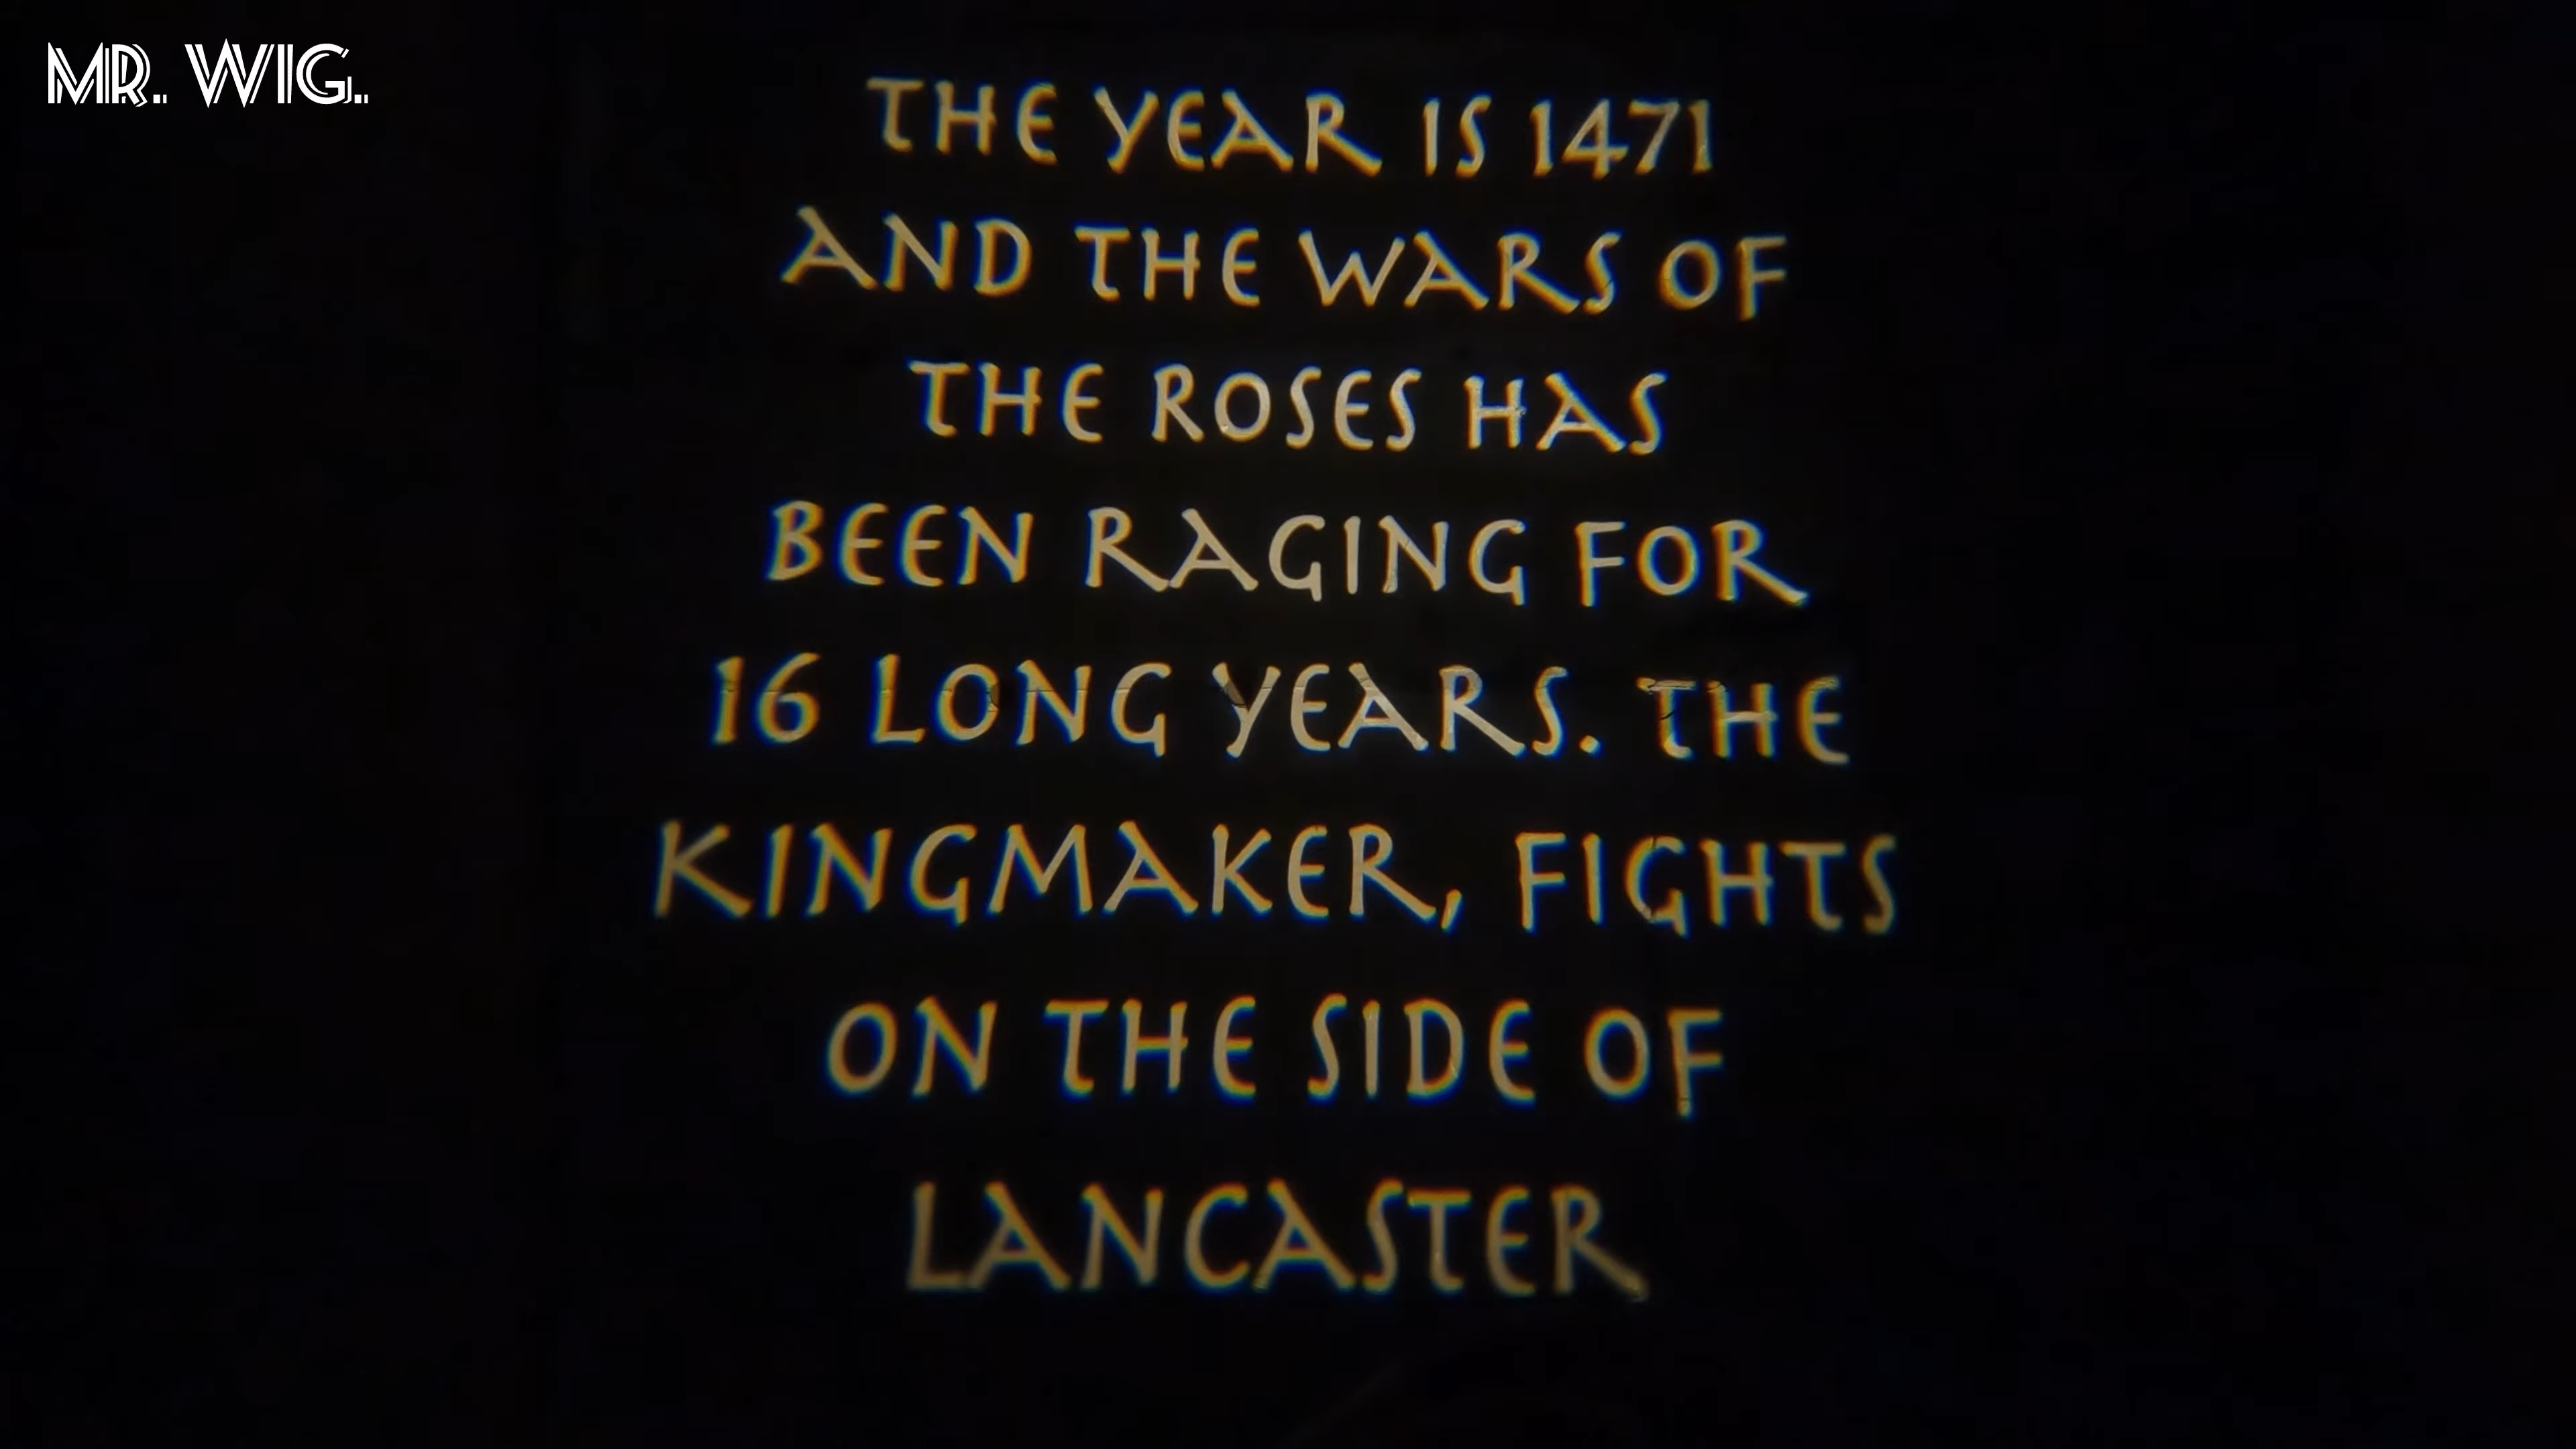 MR. WIG.
THE YEAR IS 1471
AND THE WARS OF
THE ROSES HAS
BEEN RAGING FOR
16 LONG YEARS. THE
KINGMAKER, FIGHTS
ON THE SIDE OF
LANCASTER